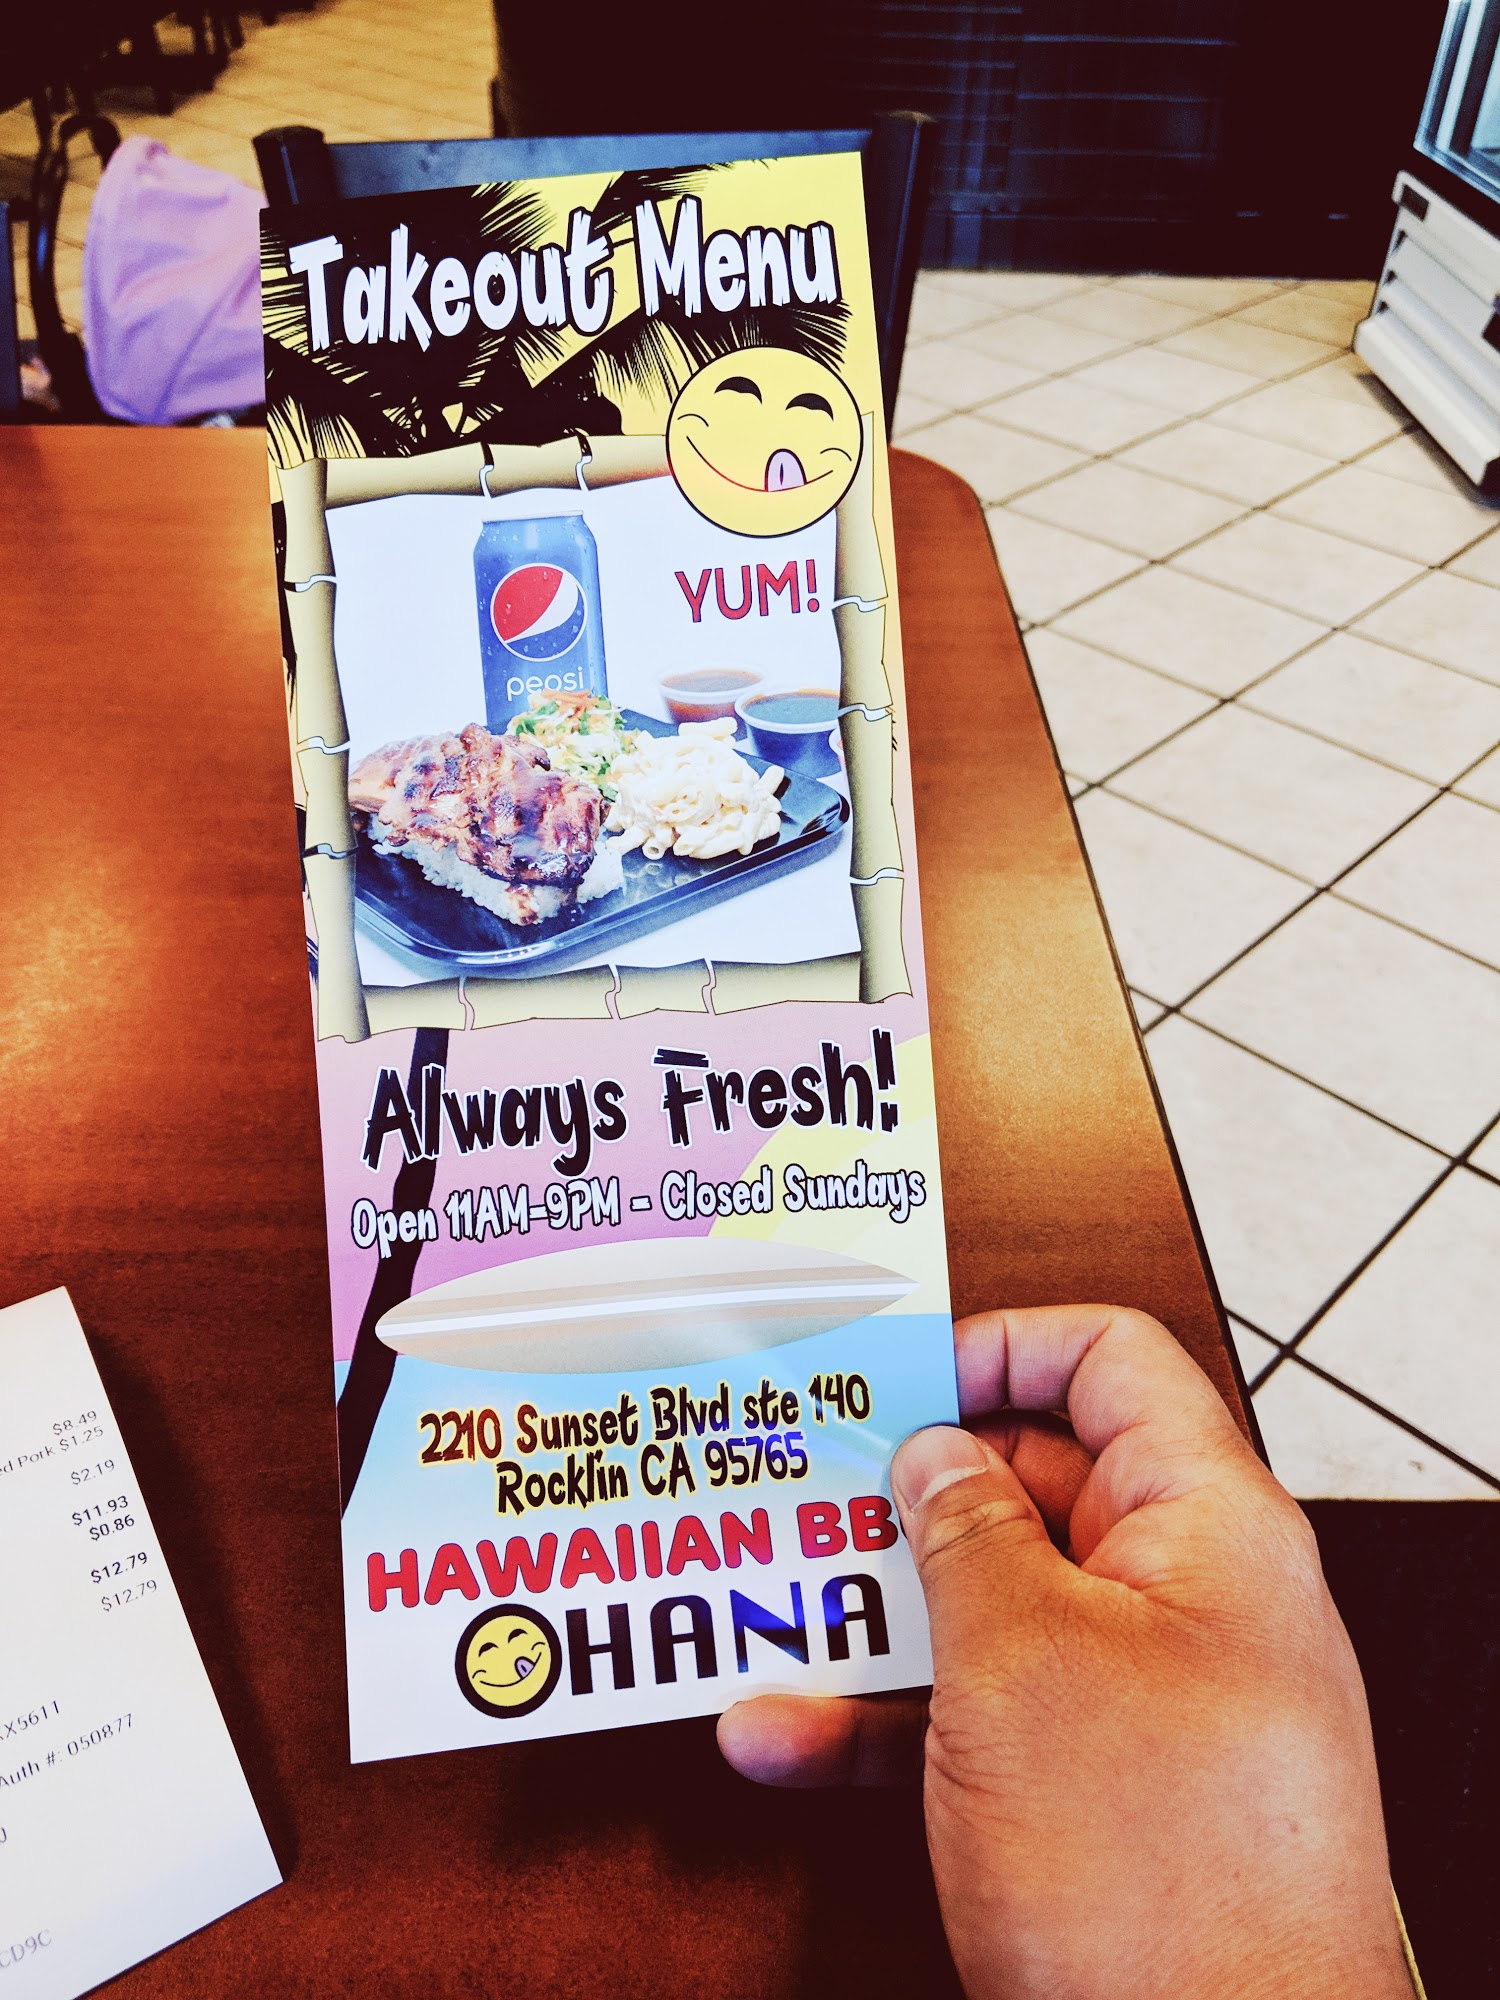 Takeout Menu
YUM!
pepsi
Always Fresh!
Open 11AM-9PM - Closed Sundays
2210 Sunset Blvd ste 140
Rocklin CA 95765
HAWAIIAN BB
OHANA
$8.49
Pork $1.25
$2.19
$11.93
$0.86
$12.79
$12.79
X5611
Auth #: 050877
CD9C